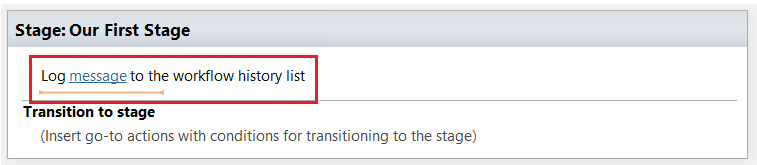 Stage: Our First Stage
Log message to the workflow history list
Transition to stage
(Insert go-to actions with conditions for transitioning to the stage)